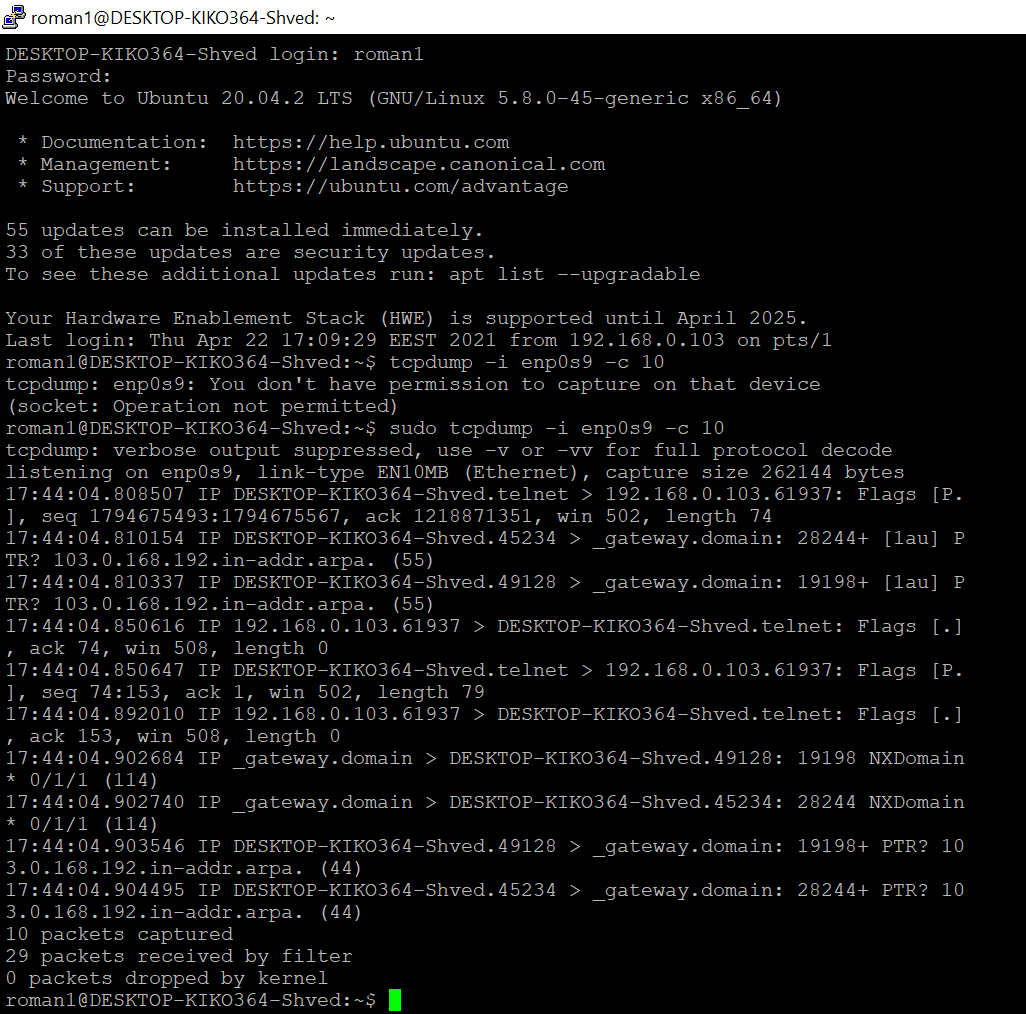 roman1@DESKTOP-KIKO364-Shved: ~
DESKTOP-KIKO364-Shved login: roman1
Password:
Welcome to Ubuntu 20.04.2 LTS (GNU/Linux 5.8.0-45-generic x86_64)
* Documentation:  https://help.ubuntu.com
* Management:     https://landscape.canonical.com
* Support:        https://ubuntu.com/advantage
55 updates can be installed immediately.
33 of these updates are security updates.
To see these additional updates run: apt list --upgradable
Your Hardware Enablement Stack (HWE) is supported until April 2025.
Last login: Thu Apr 22 17:09:29 EEST 2021 from 192.168.0.103 on pts/1
roman1@DESKTOP-KIKO364-Shved:~$ tcpdump -i enp0s9 -c 10
tcpdump: enp0s9: You don't have permission to capture on that device
(socket: Operation not permitted)
roman1@DESKTOP-KIKO364-Shved:~$ sudo tcpdump -i enp0s9 -c 10
tcpdump: verbose output suppressed, use -v or -vv for full protocol decode
listening on enp0s9, link-type EN10MB (Ethernet), capture size 262144 bytes
17:44:04.808507 IP DESKTOP-KIKO364-Shved.telnet > 192.168.0.103.61937: Flags [P.
], seq 1794675493:1794675567, ack 1218871351, win 502, length 74
17:44:04.810154 IP DESKTOP-KIKO364-Shved.45234 > _gateway.domain: 28244+ [1au] P
TR? 103.0.168.192.in-addr.arpa. (55)
17:44:04.810337 IP DESKTOP-KIKO364-Shved.49128 > _gateway.domain: 19198+ [1au] P
TR? 103.0.168.192.in-addr.arpa. (55)
17:44:04.850616 IP 192.168.0.103.61937 > DESKTOP-KIKO364-Shved.telnet: Flags [.]
, ack 74, win 508, length 0
17:44:04.850647 IP DESKTOP-KIKO364-Shved.telnet > 192.168.0.103.61937: Flags [P.
], seq 74:153, ack 1, win 502, length 79
17:44:04.892010 IP 192.168.0.103.61937 > DESKTOP-KIKO364-Shved.telnet: Flags [.]
, ack 153, win 508, length 0
17:44:04.902684 IP _gateway.domain > DESKTOP-KIKO364-Shved.49128: 19198 NXDomain
* 0/1/1 (114)
17:44:04.902740 IP _gateway.domain > DESKTOP-KIKO364-Shved.45234: 28244 NXDomain
* 0/1/1 (114)
17:44:04.903546 IP DESKTOP-KIKO364-Shved.49128 > _gateway.domain: 19198+ PTR? 10
3.0.168.192.in-addr.arpa. (44)
17:44:04.904495 IP DESKTOP-KIKO364-Shved.45234 > _gateway.domain: 28244+ PTR? 10
3.0.168.192.in-addr.arpa. (44)
10 packets captured
29 packets received by filter
0 packets dropped by kernel
roman1@DESKTOP-KIKO364-Shved:~$